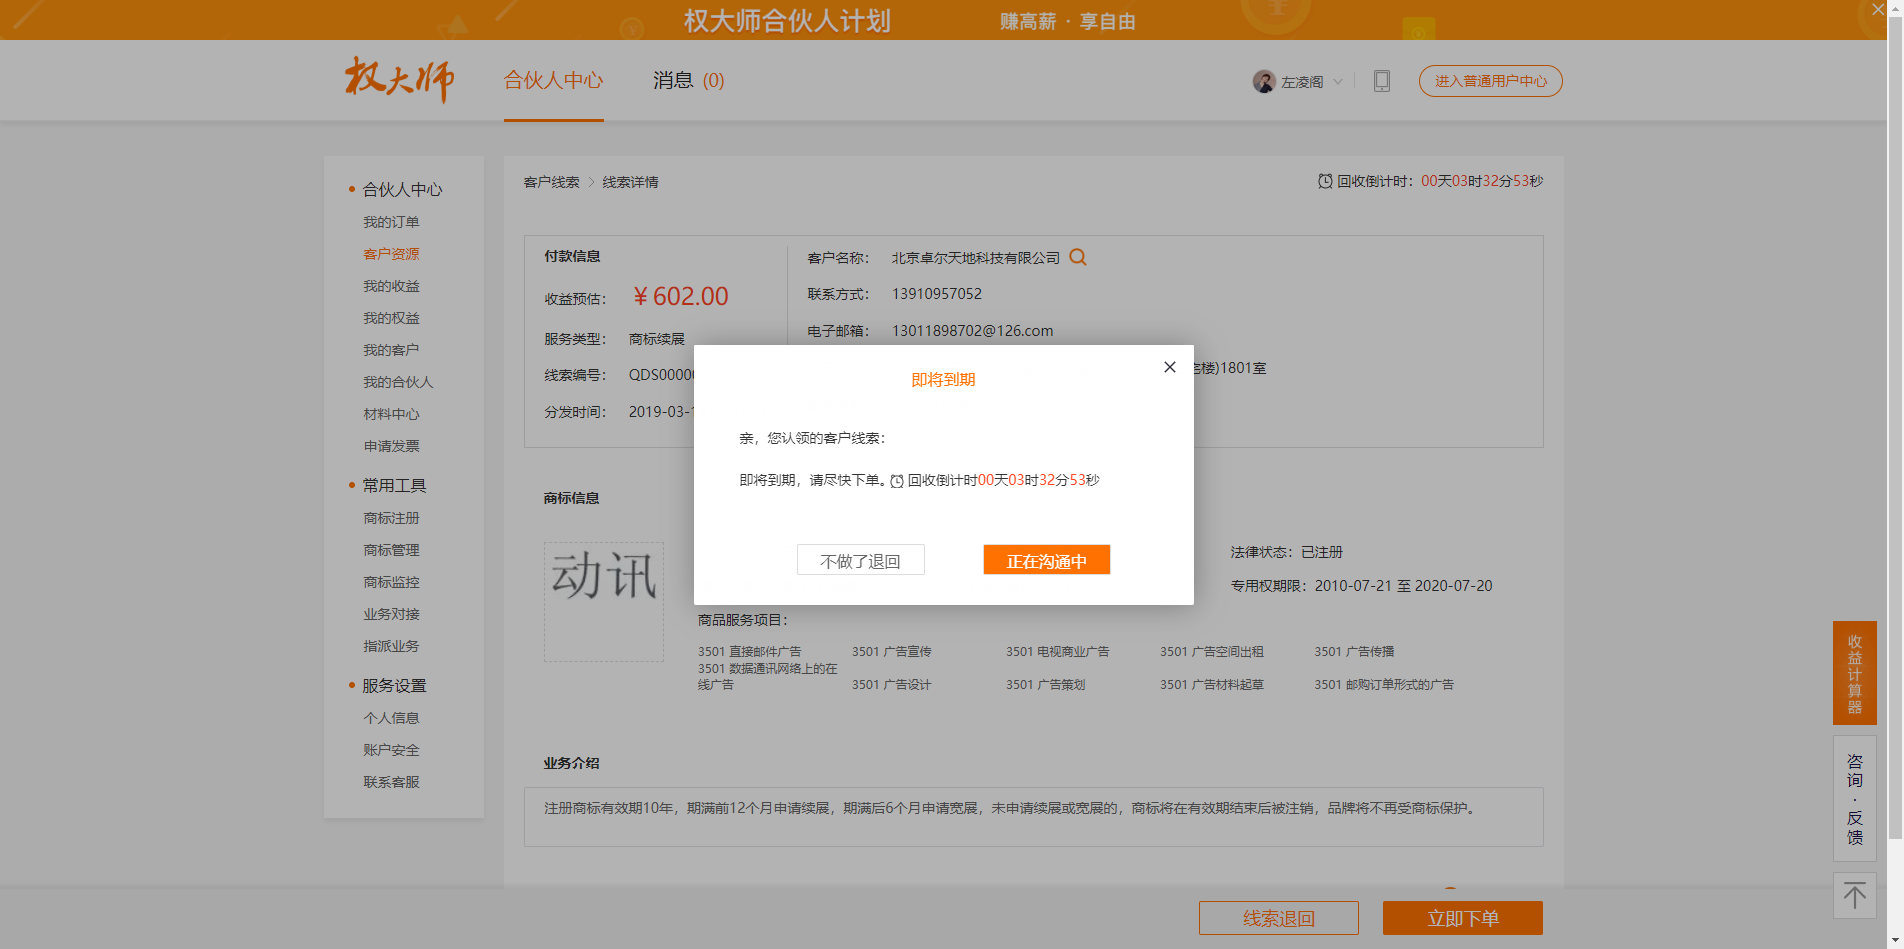 权大师合伙人计划 赚高薪 · 享自由
权大师
合伙人中心
消息 (0)
左凌阁
进入普通用户中心
合伙人中心
我的订单
客户资源
我的收益
我的权益
我的客户
我的合伙人
材料中心
申请发票
常用工具
商标注册
商标管理
商标监控
业务对接
指派业务
服务设置
个人信息
账户安全
联系客服
客户线索 > 线索详情
回收倒计时：00天03时32分53秒
付款信息
收益预估： ¥ 602.00
服务类型： 商标续展
线索编号： QDS0000
分发时间： 2019-03-
客户名称： 北京卓尔天地科技有限公司
联系方式： 13910957052
电子邮箱： 13011898702@126.com
楼)1801室
即将到期
亲，您认领的客户线索：
即将到期，请尽快下单。回收倒计时00天03时32分53秒
不做了退回
正在沟通中
商标信息
动讯
法律状态：已注册
专用权期限：2010-07-21 至 2020-07-20
商品服务项目：
3501 直接邮件广告 3501 广告宣传 3501 电视商业广告 3501 广告空间出租 3501 广告传播
3501 数据通讯网络上的在
线广告 3501 广告设计 3501 广告策划 3501 广告材料起草 3501 邮购订单形式的广告
业务介绍
注册商标有效期10年，期满前12个月申请续展，期满后6个月申请宽展，未申请续展或宽展的，商标将在有效期结束后被注销，品牌将不再受商标保护。
线索退回
立即下单
收益计算器
咨询·反馈